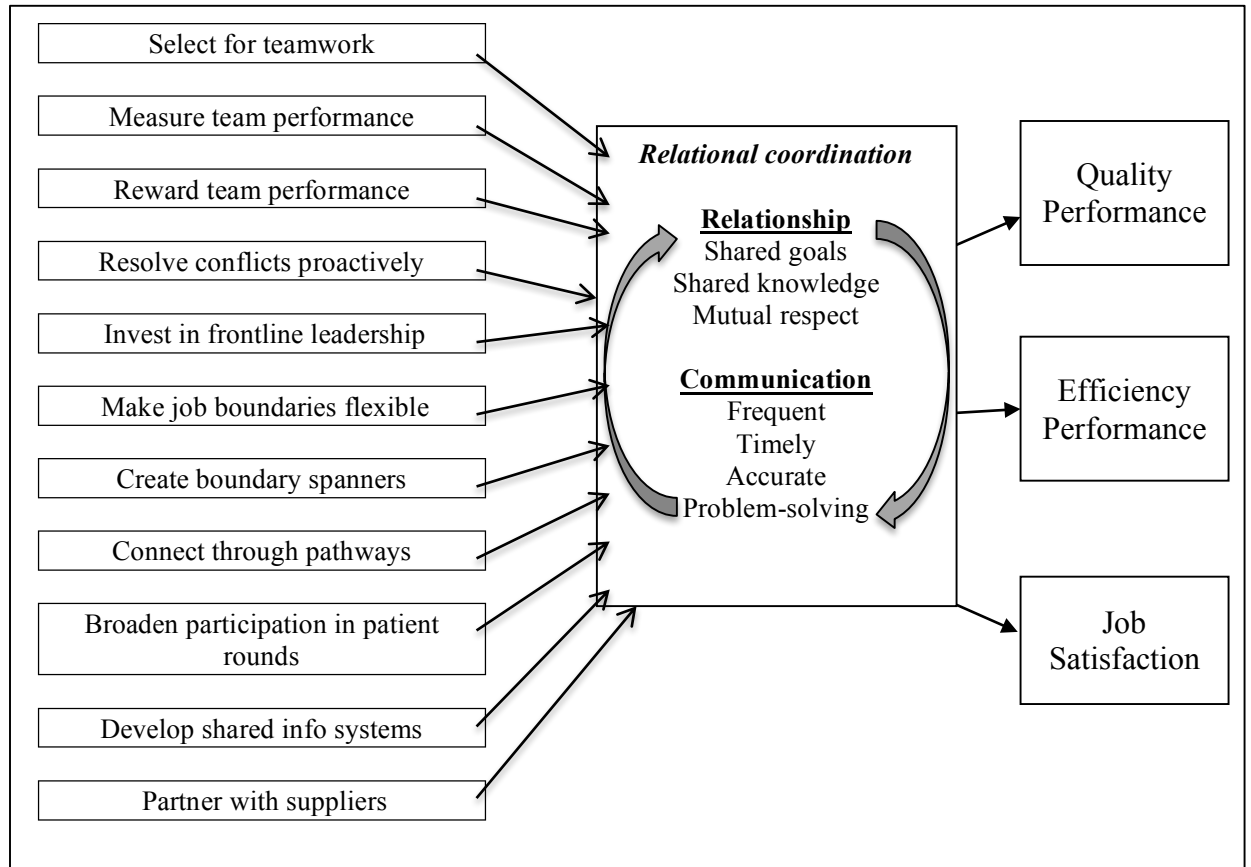 Select for teamwork
Measure team performance
Reward team performance
Resolve conflicts proactively
Invest in frontline leadership
Make job boundaries flexible
Create boundary spanners
Connect through pathways
Broaden participation in patient
rounds
Develop shared info systems
Partner with suppliers
Relational coordination
Relationship
Shared goals
Shared knowledge
Mutual respect
Communication
Frequent
Timely
Accurate
Problem-solving
Quality
Performance
Efficiency
Performance
Job
Satisfaction